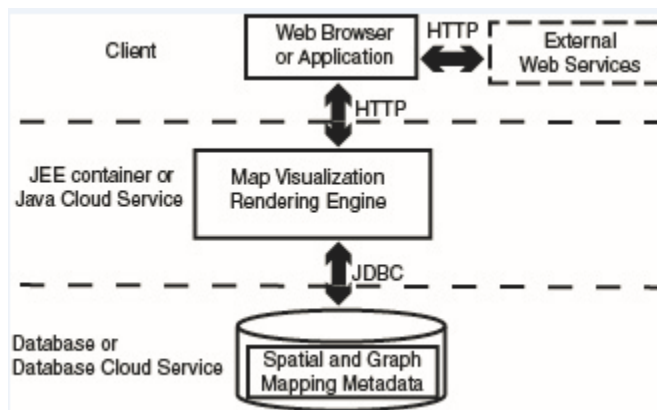 Web Browser
or Application
HTTP
External
Web Services
Client
HTTP
JEE container or
Java Cloud Service
Map Visualization
Rendering Engine
JDBC
Database or
Database Cloud Service
Spatial and Graph
Mapping Metadata